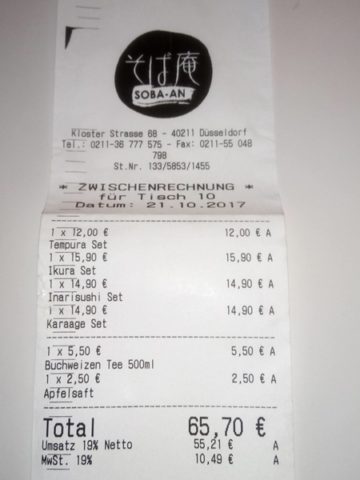 そば庵
SOBA-AN
Kloster Strasse 68 - 40211 Düsseldorf
Tel.: 0211-36 777 575 - Fax: 0211-55 048
798
St.Nr. 133/5853/1455
* ZWISCHENRECHNUNG *
für Tisch 10
Datum: 21.10.2017
1 x 12,00 € 12,00 € A
Tempura Set
1 x 15,90 € 15,90 € A
Ikura Set
1 x 14,90 € 14,90 € A
Inarisushi Set
1 x 14,90 € 14,90 € A
Karaage Set
1 x 5,50 € 5,50 € A
Buchweizen Tee 500ml
1 x 2,50 € 2,50 € A
Apfelsaft
Total 65,70 €
Umsatz 19% Netto 55,21 € A
MwSt. 19% 10,49 € A